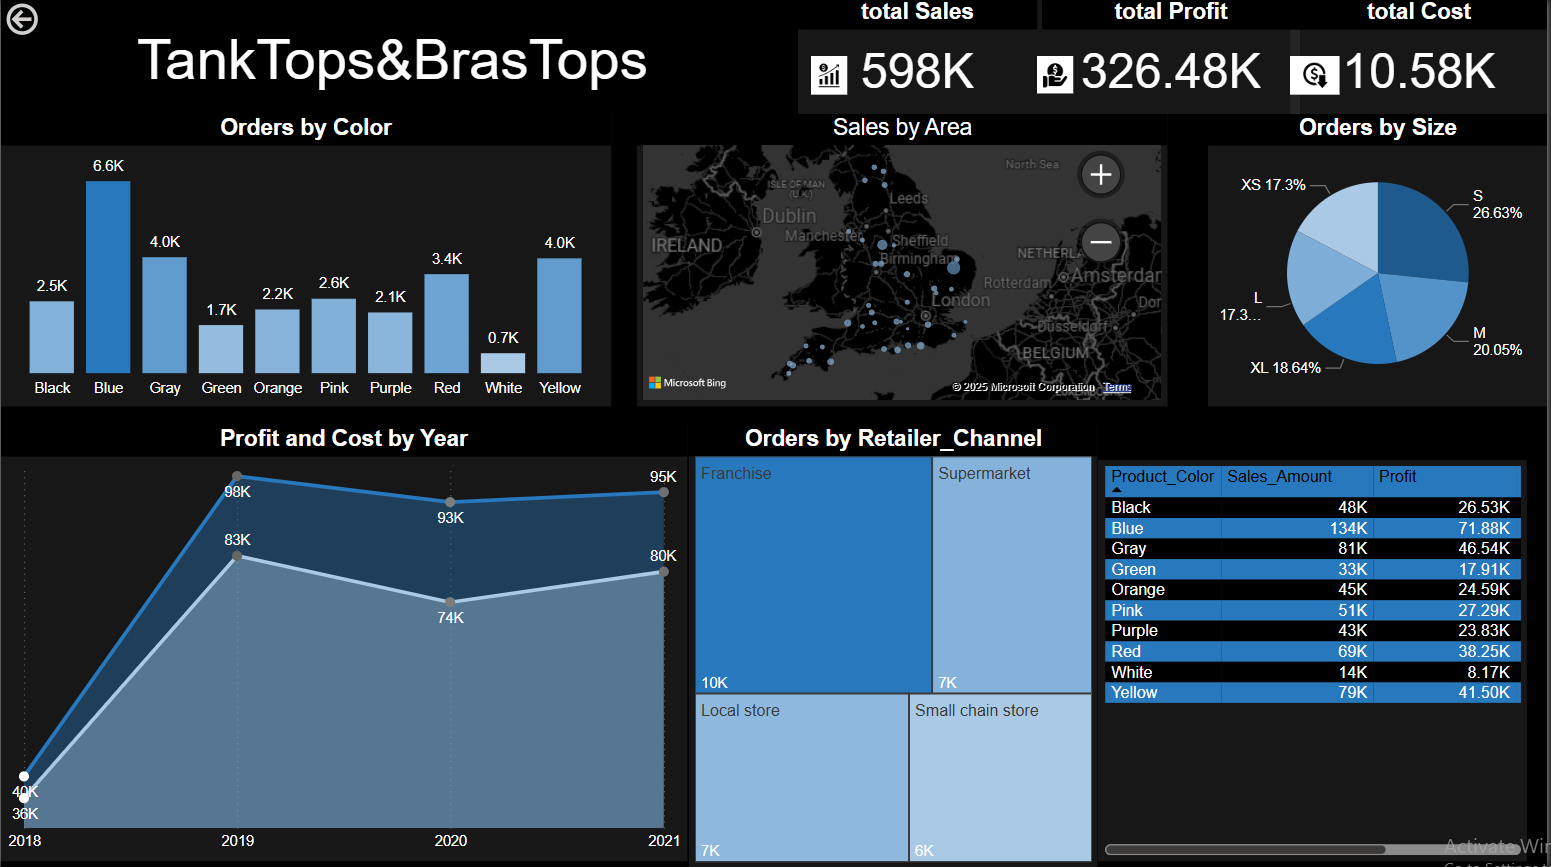 TankTops&BrasTops
total Sales
598K
total Profit
326.48K
total Cost
10.58K
Orders by Color
6.6K
4.0K
4.0K
3.4K
2.5K
2.6K
2.2K
2.1K
1.7K
0.7K
Black Blue Gray Green Orange Pink Purple Red White Yellow
Sales by Area
North Sea
ISLE OF MAN
(U.K.)
Leeds
Dublin
Manchester
Sheffield
IRELAND
Birmingham
NETHERLA
Amsterdar
Rotterdam
London
Dor
Düsseldorf
BELGIUM
Microsoft Bing
© 2025 Microsoft Corporation Terms
Orders by Size
XS 17.3%
S
26.63%
L
17.3...
M
20.05%
XL 18.64%
Profit and Cost by Year
98K
93K
95K
83K
74K
80K
40K
36K
2018 2019 2020 2021
Orders by Retailer_Channel
Franchise
10K
Supermarket
7K
Local store
7K
Small chain store
6K
Product_Color Sales_Amount Profit
Black 48K 26.53K
Blue 134K 71.88K
Gray 81K 46.54K
Green 33K 17.91K
Orange 45K 24.59K
Pink 51K 27.29K
Purple 43K 23.83K
Red 69K 38.25K
White 14K 8.17K
Yellow 79K 41.50K
Activate Win